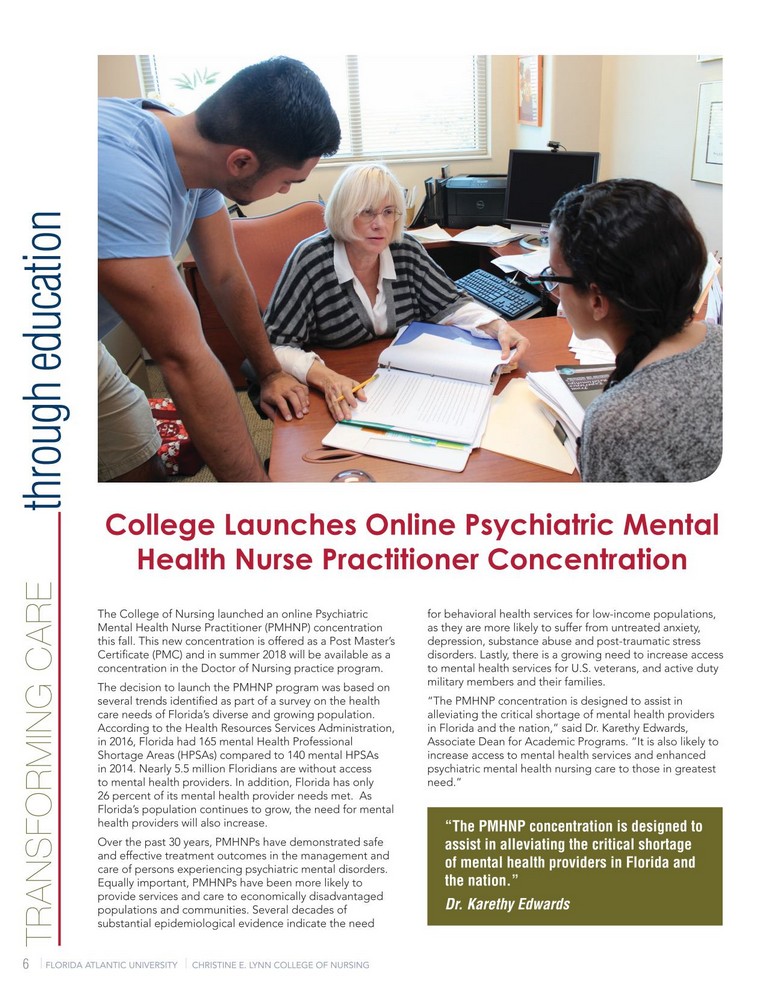 TRANSFORMING CARE through education
College Launches Online Psychiatric Mental
Health Nurse Practitioner Concentration
The College of Nursing launched an online Psychiatric
Mental Health Nurse Practitioner (PMHNP) concentration
this fall. This new concentration is offered as a Post Master’s
Certificate (PMC) and in summer 2018 will be available as a
concentration in the Doctor of Nursing practice program.
The decision to launch the PMHNP program was based on
several trends identified as part of a survey on the health
care needs of Florida’s diverse and growing population.
According to the Health Resources Services Administration,
in 2016, Florida had 165 mental Health Professional
Shortage Areas (HPSAs) compared to 140 mental HPSAs
in 2014. Nearly 5.5 million Floridians are without access
to mental health providers. In addition, Florida has only
26 percent of its mental health provider needs met.  As
Florida’s population continues to grow, the need for mental
health providers will also increase.
Over the past 30 years, PMHNPs have demonstrated safe
and effective treatment outcomes in the management and
care of persons experiencing psychiatric mental disorders.
Equally important, PMHNPs have been more likely to
provide services and care to economically disadvantaged
populations and communities. Several decades of
substantial epidemiological evidence indicate the need
for behavioral health services for low-income populations,
as they are more likely to suffer from untreated anxiety,
depression, substance abuse and post-traumatic stress
disorders. Lastly, there is a growing need to increase access
to mental health services for U.S. veterans, and active duty
military members and their families.
“The PMHNP concentration is designed to assist in
alleviating the critical shortage of mental health providers
in Florida and the nation,” said Dr. Karethy Edwards,
Associate Dean for Academic Programs. “It is also likely to
increase access to mental health services and enhanced
psychiatric mental health nursing care to those in greatest
need.”
“The PMHNP concentration is designed to
assist in alleviating the critical shortage
of mental health providers in Florida and
the nation.”
Dr. Karethy Edwards
6 | FLORIDA ATLANTIC UNIVERSITY | CHRISTINE E. LYNN COLLEGE OF NURSING